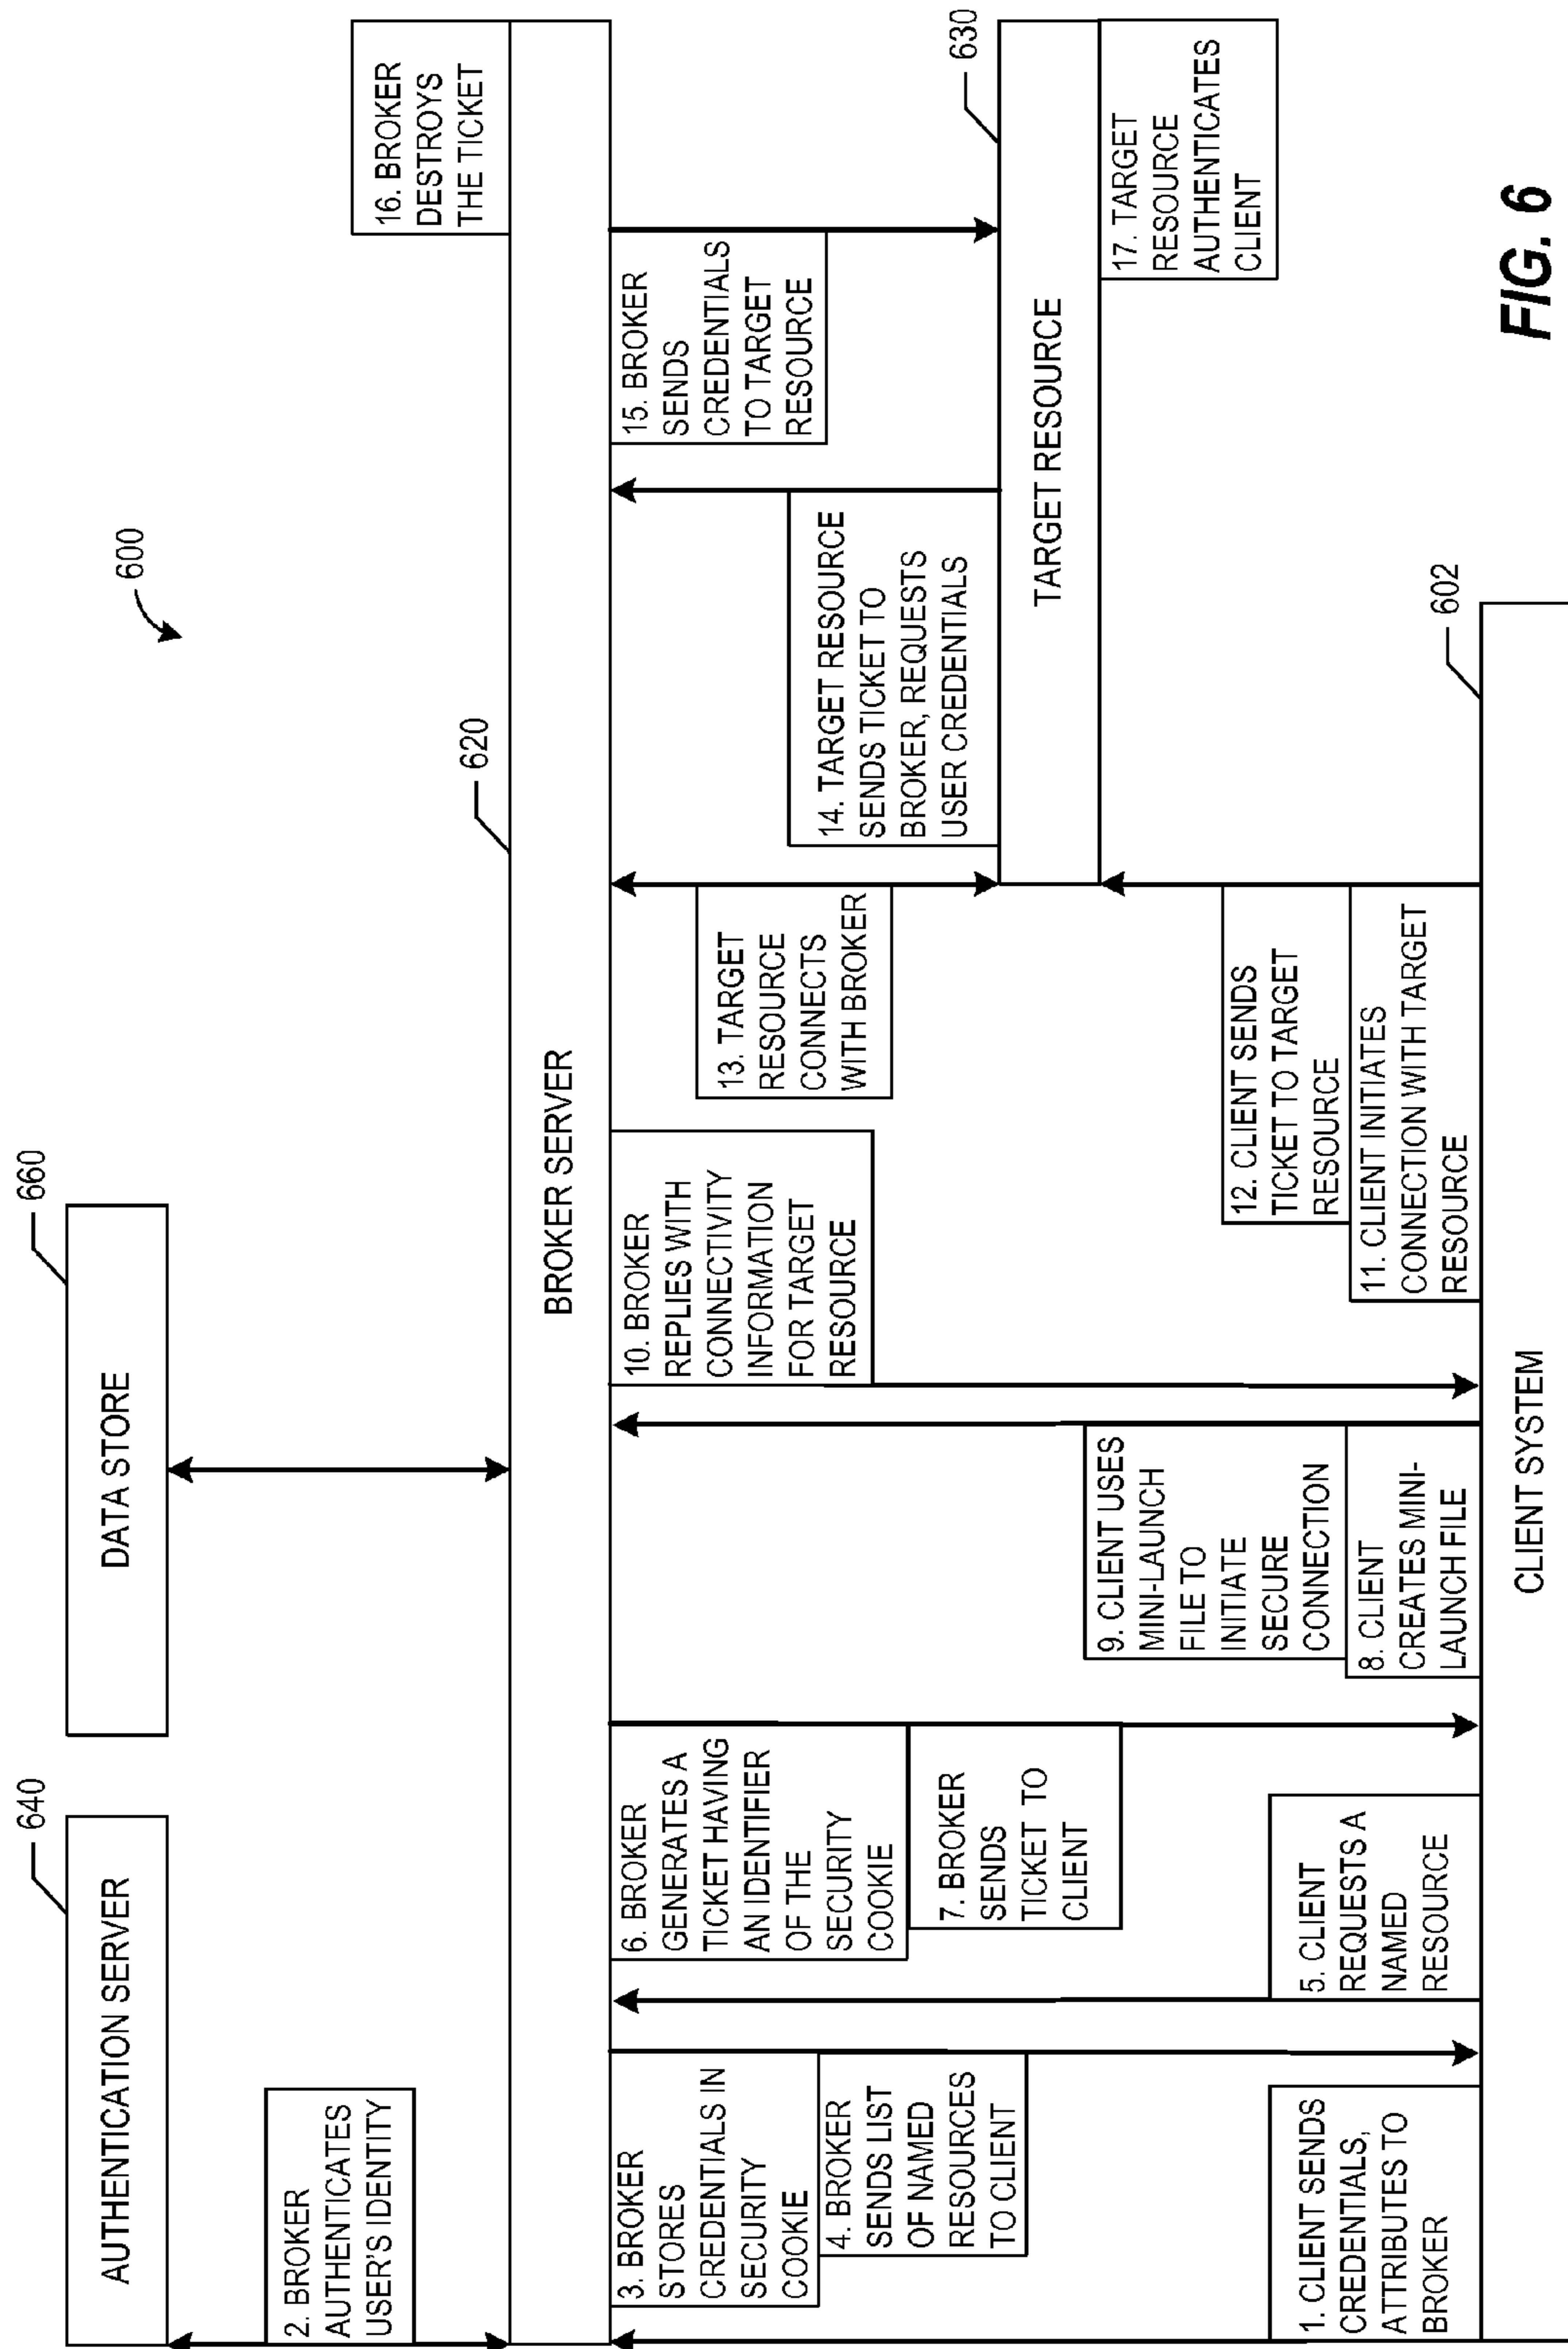 600
640
AUTHENTICATION SERVER
660
DATA STORE
2. BROKER
AUTHENTICATES
USER'S IDENTITY
620
BROKER SERVER
16. BROKER
DESTROYS
THE TICKET
3. BROKER
STORES
CREDENTIALS IN
SECURITY
COOKIE
4. BROKER
SENDS LIST
OF NAMED
RESOURCES
TO CLIENT
6. BROKER
GENERATES A
TICKET HAVING
AN IDENTIFIER
OF THE
SECURITY
COOKIE
7. BROKER
SENDS
TICKET TO
CLIENT
10. BROKER
REPLIES WITH
CONNECTIVITY
INFORMATION
FOR TARGET
RESOURCE
13. TARGET
RESOURCE
CONNECTS
WITH BROKER
14. TARGET RESOURCE
SENDS TICKET TO
BROKER, REQUESTS
USER CREDENTIALS
15. BROKER
SENDS
CREDENTIALS
TO TARGET
RESOURCE
630
TARGET RESOURCE
17. TARGET
RESOURCE
AUTHENTICATES
CLIENT
1. CLIENT SENDS
CREDENTIALS,
ATTRIBUTES TO
BROKER
5. CLIENT
REQUESTS A
NAMED
RESOURCE
9. CLIENT USES
MINI-LAUNCH
FILE TO
INITIATE
SECURE
CONNECTION
8. CLIENT
CREATES MINI-
LAUNCH FILE
12. CLIENT SENDS
TICKET TO TARGET
RESOURCE
11. CLIENT INITIATES
CONNECTION WITH TARGET
RESOURCE
602
CLIENT SYSTEM
FIG. 6